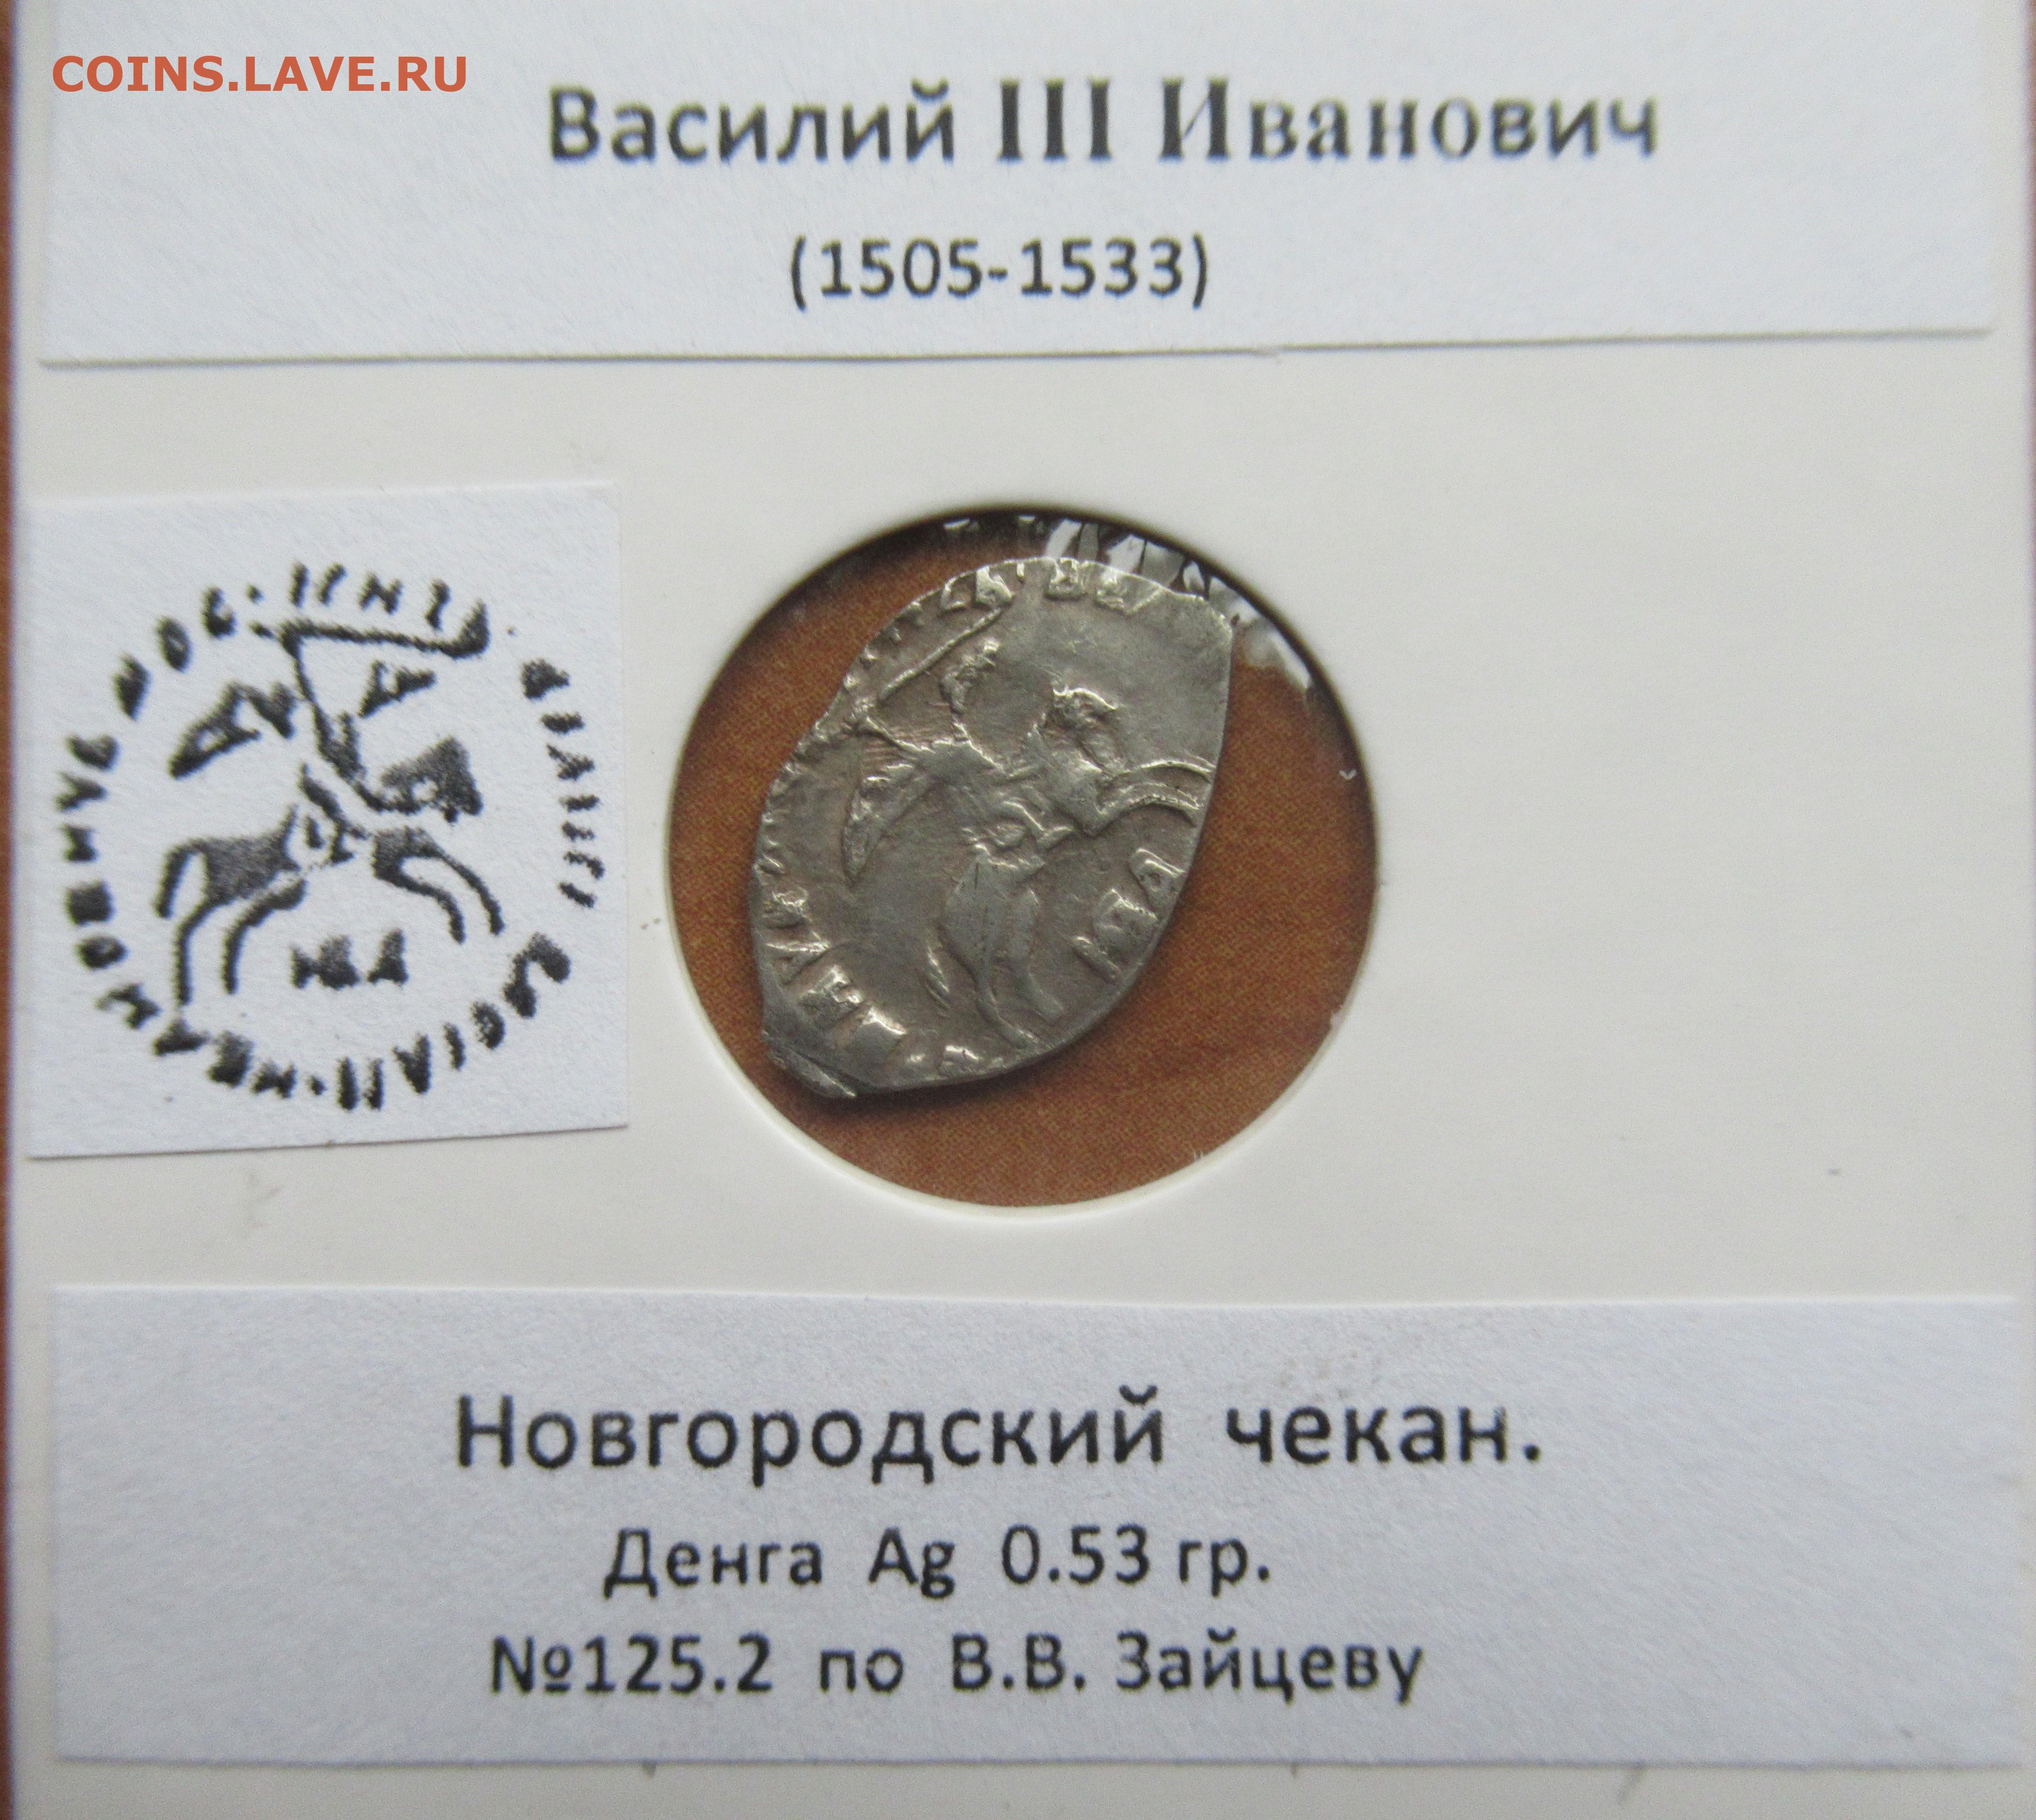 COINS.LAVE.RU
Василий III Иванович
(1505-1533)
Новгородский чекан.
Денга Ag 0.53 гр.
№125.2 по В.В. Зайцеву